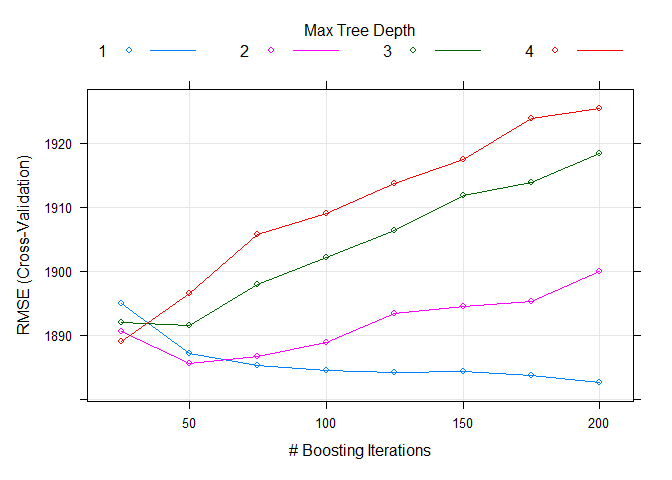 Max Tree Depth
1 2 3 4
RMSE (Cross-Validation)
1920
1910
1900
1890
50 100 150 200
# Boosting Iterations